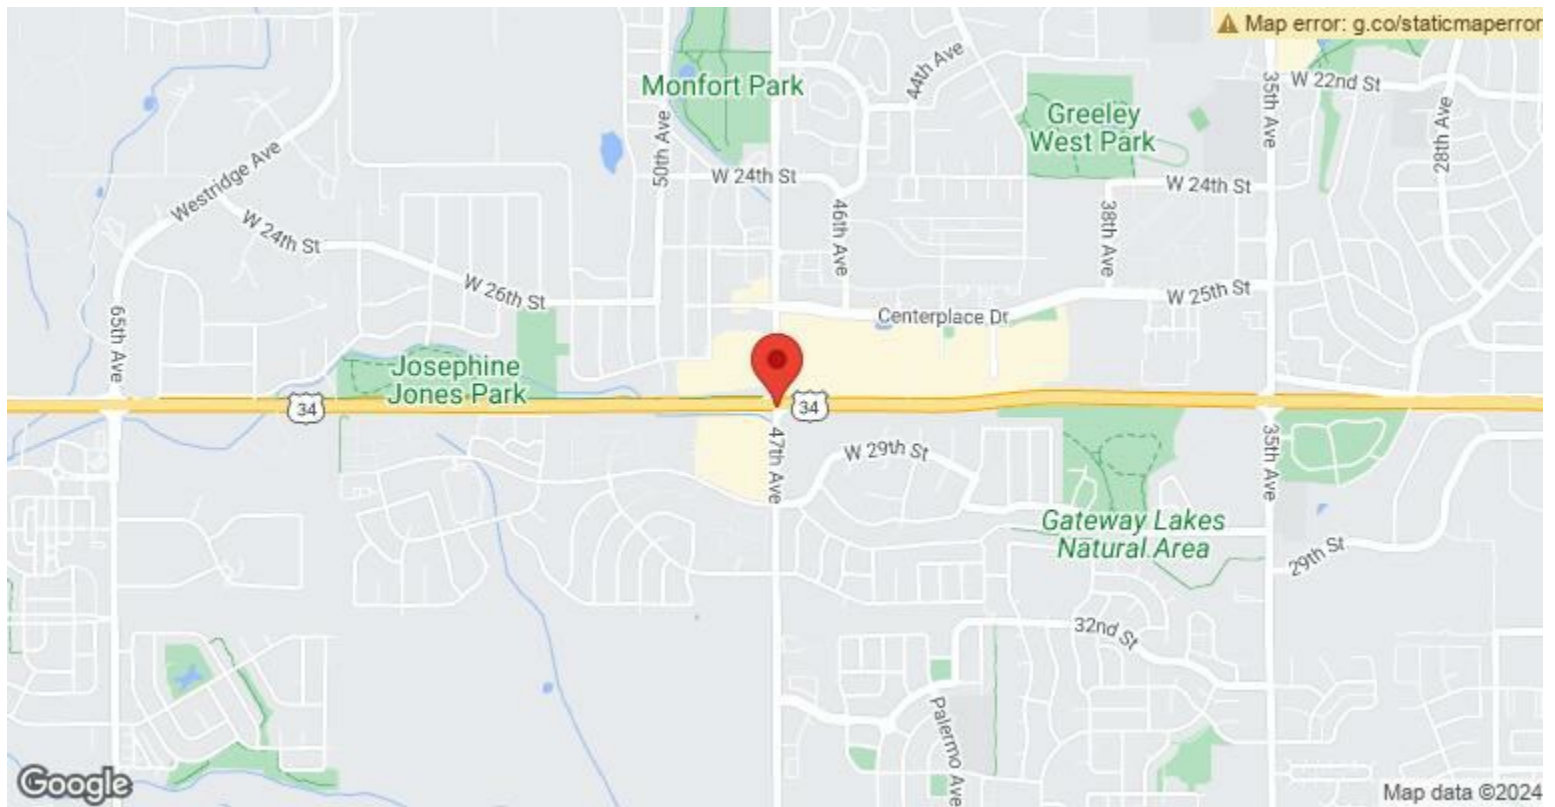 Map error: g.co/staticmaperror
Monfort Park
44th Ave
Greeley
West Park
35th Ave
W 22nd St
28th Ave
50th Ave
W 24th St
W 24th St
Westridge Ave
W 24th St
46th Ave
38th Ave
W 26th St
W 25th St
Centerplace Dr
65th Ave
Josephine
Jones Park
34
34
47th Ave
W 29th St
35th Ave
Gateway Lakes
Natural Area
29th St
32nd St
Palermo Ave
Google
Map data ©2024